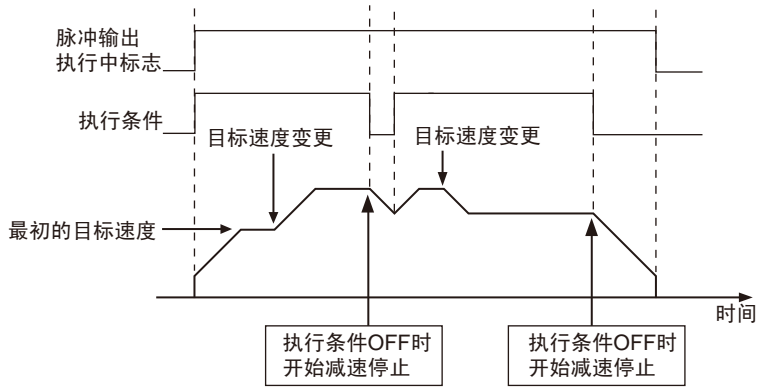 脉冲输出
执行中标志
执行条件
目标速度变更
目标速度变更
最初的目标速度
时间
执行条件OFF时
开始减速停止
执行条件OFF时
开始减速停止